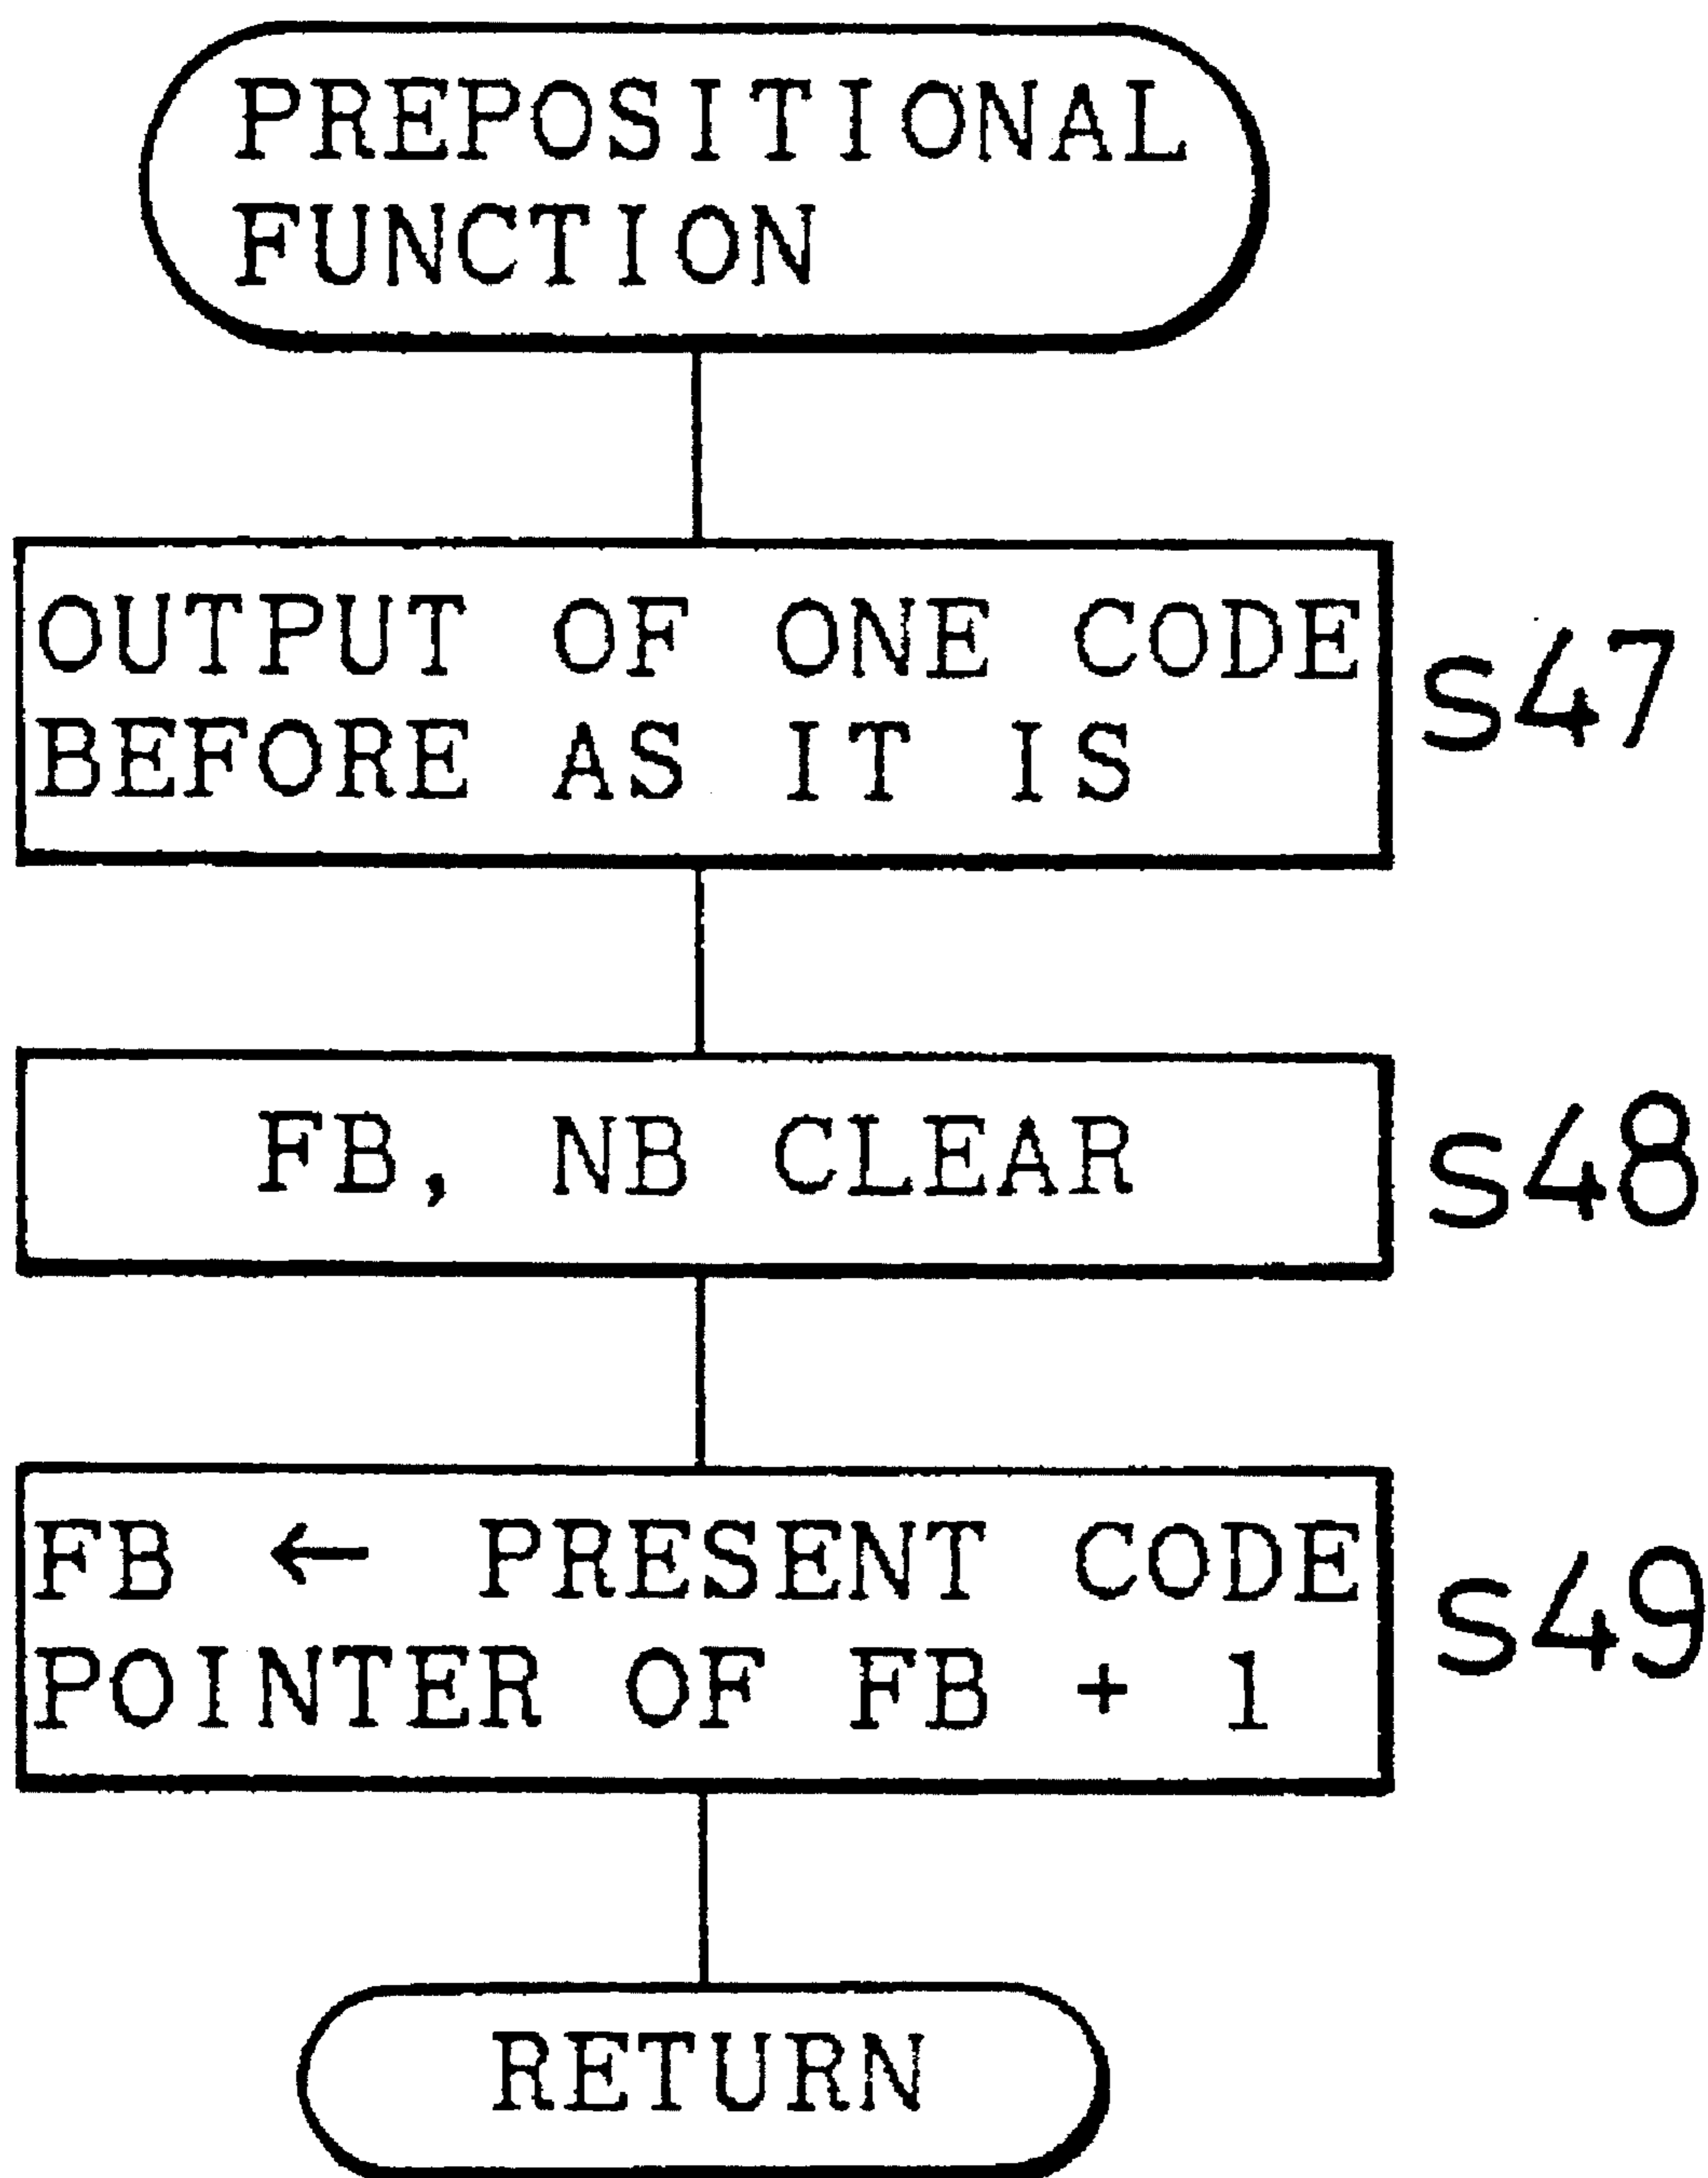 PREPOSITIONAL
FUNCTION
OUTPUT OF ONE CODE
BEFORE AS IT IS
s47
FB, NB CLEAR
s48
FB ← PRESENT CODE
POINTER OF FB + 1
s49
RETURN